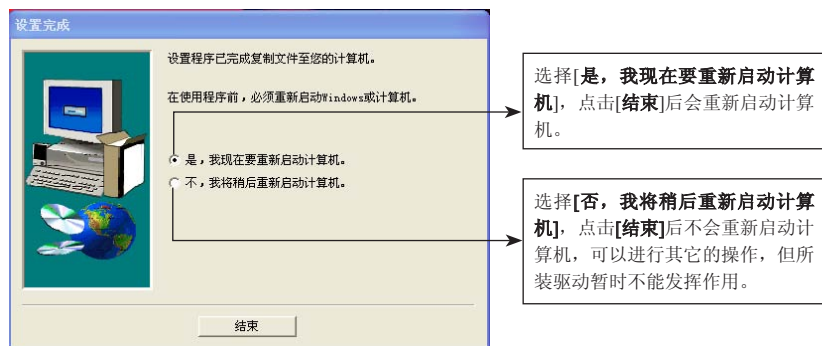 设置完成
设置程序已完成复制文件至您的计算机。
在使用程序前，必须重新启动Windows或计算机。
是，我现在要重新启动计算机。
不，我将稍后重新启动计算机。
结束
选择[是，我现在要重新启动计算
机]，点击[结束]后会重新启动计算
机。
选择[否，我将稍后重新启动计算
机]，点击[结束]后不会重新启动计
算机，可以进行其它的操作，但所
装驱动暂时不能发挥作用。